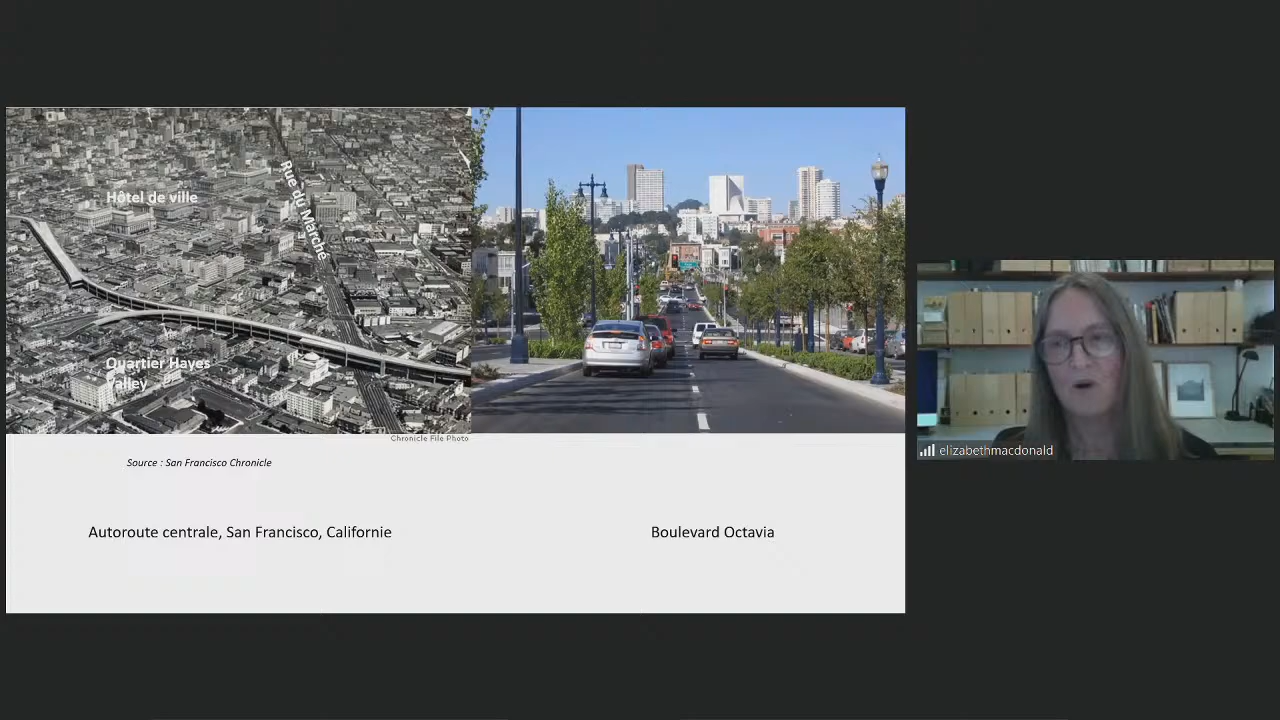 Hôtel de ville
Rue du Marché
Quartier Hayes
Valley
Chronicle File Photo
Source : San Francisco Chronicle
Autoroute centrale, San Francisco, Californie
Boulevard Octavia
elizabethmacdonald